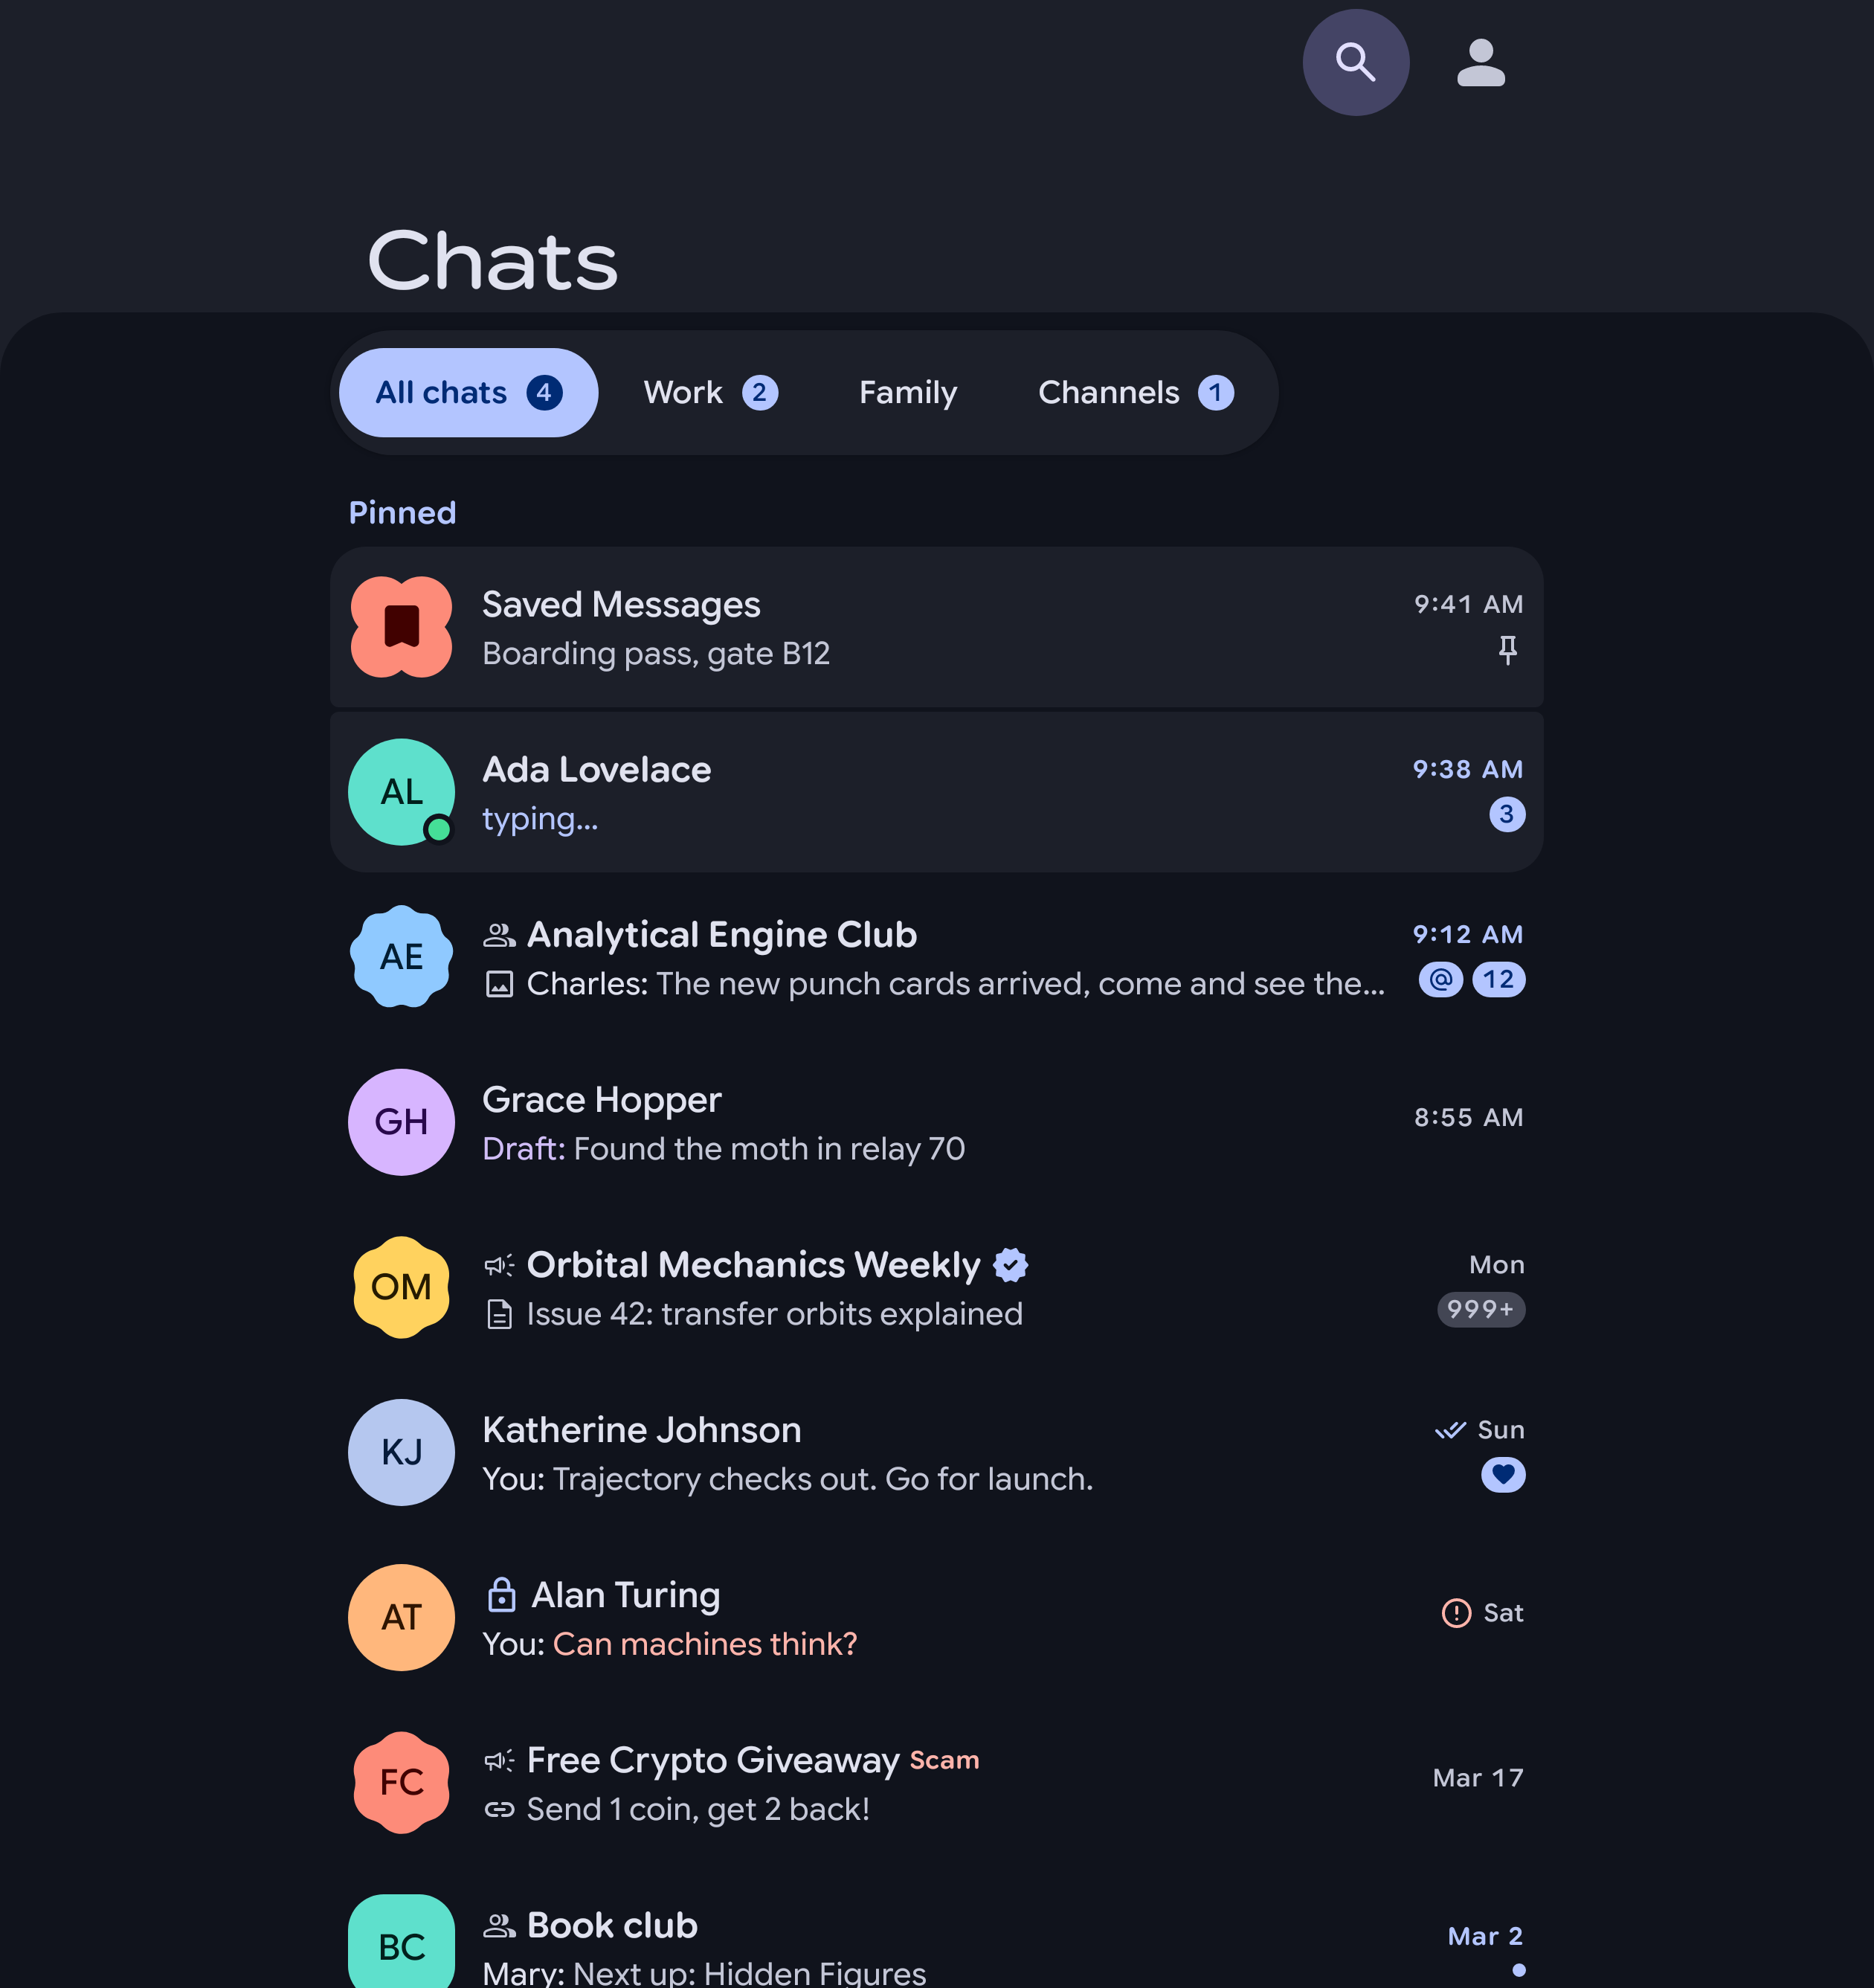 Chats
All chats 4 Work 2 Family Channels 1
Pinned
Saved Messages 9:41 AM
Boarding pass, gate B12
AL Ada Lovelace 9:38 AM
typing... 3
AE Analytical Engine Club 9:12 AM
Charles: The new punch cards arrived, come and see the... @ 12
GH Grace Hopper 8:55 AM
Draft: Found the moth in relay 70
OM Orbital Mechanics Weekly Mon
Issue 42: transfer orbits explained 999+
KJ Katherine Johnson Sun
You: Trajectory checks out. Go for launch.
AT Alan Turing Sat
You: Can machines think?
FC Free Crypto Giveaway Scam Mar 17
Send 1 coin, get 2 back!
BC Book club Mar 2
Mary: Next up: Hidden Figures